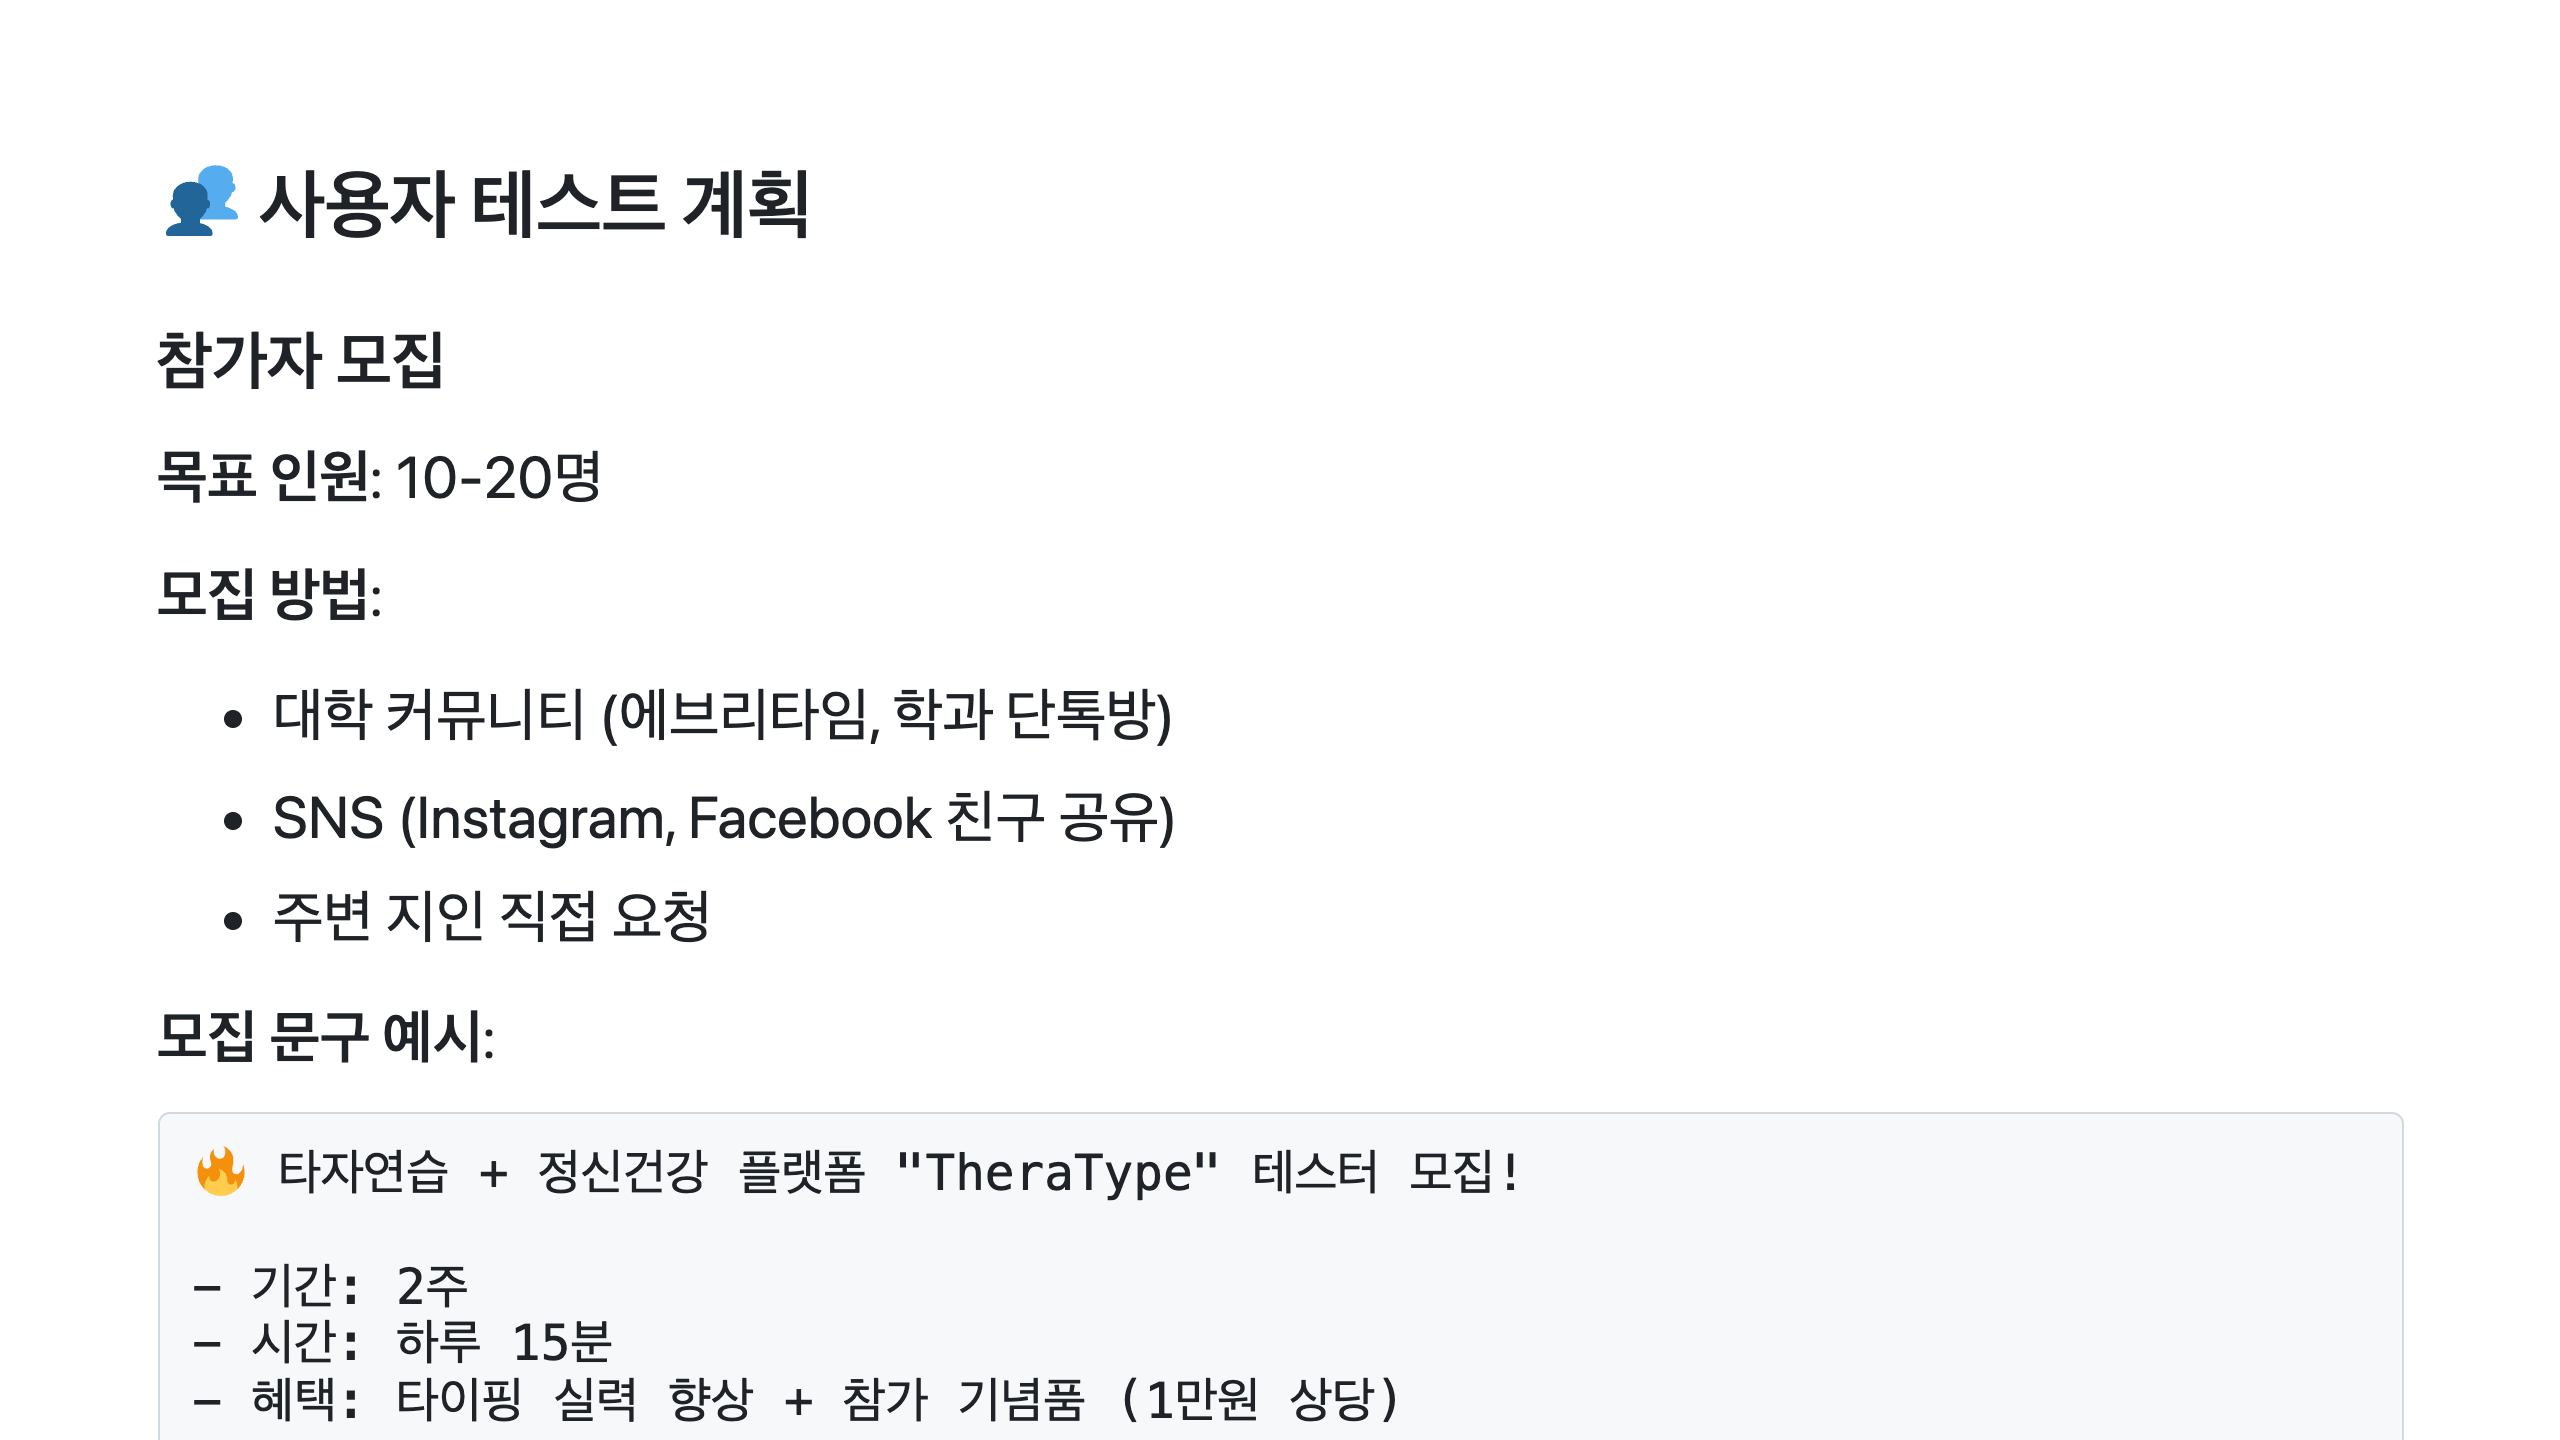 👥 사용자 테스트 계획
참가자 모집
목표 인원: 10-20명
모집 방법:
• 대학 커뮤니티 (에브리타임, 학과 단톡방)
• SNS (Instagram, Facebook 친구 공유)
• 주변 지인 직접 요청
모집 문구 예시:
🔥 타자연습 + 정신건강 플랫폼 "TheraType" 테스터 모집!
- 기간: 2주
- 시간: 하루 15분
- 혜택: 타이핑 실력 향상 + 참가 기념품 (1만원 상당)